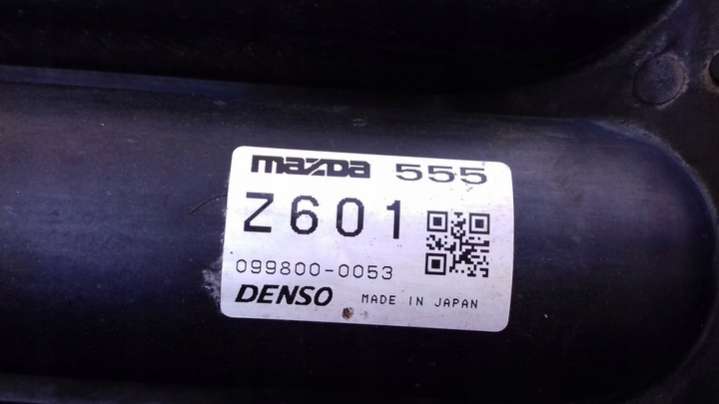 mazda 555
Z601
099800-0053
DENSO MADE IN JAPAN